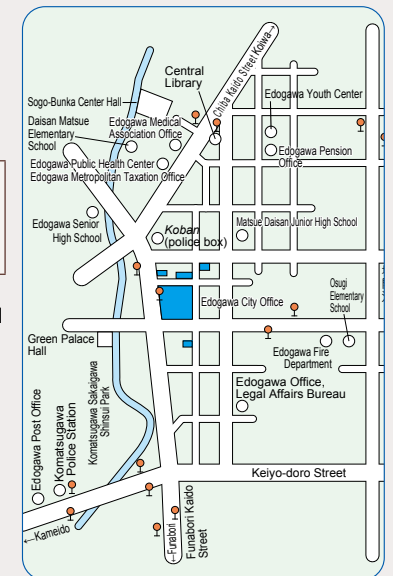 Chiba Kaido Street Koiwa→
Central
Library
Edogawa Youth Center
Sogo-Bunka Center Hall
Daisan Matsue
Elementary
School
Edogawa Medical
Association Office
Edogawa Pension
Office
Edogawa Public Health Center
Edogawa Metropolitan Taxation Office
Edogawa Senior
High School
Koban
(police box)
Matsue Daisan Junior High School
Edogawa City Office
Osugi
Elementary
School
Green Palace
Hall
Edogawa Fire
Department
Edogawa Office,
Legal Affairs Bureau
Komatsugawa Sakaigawa
Shinsui Park
Edogawa Post Office
Komatsugawa
Police Station
Keiyo-doro Street
←Kameido
←Funabori
Funabori Kaido
Street